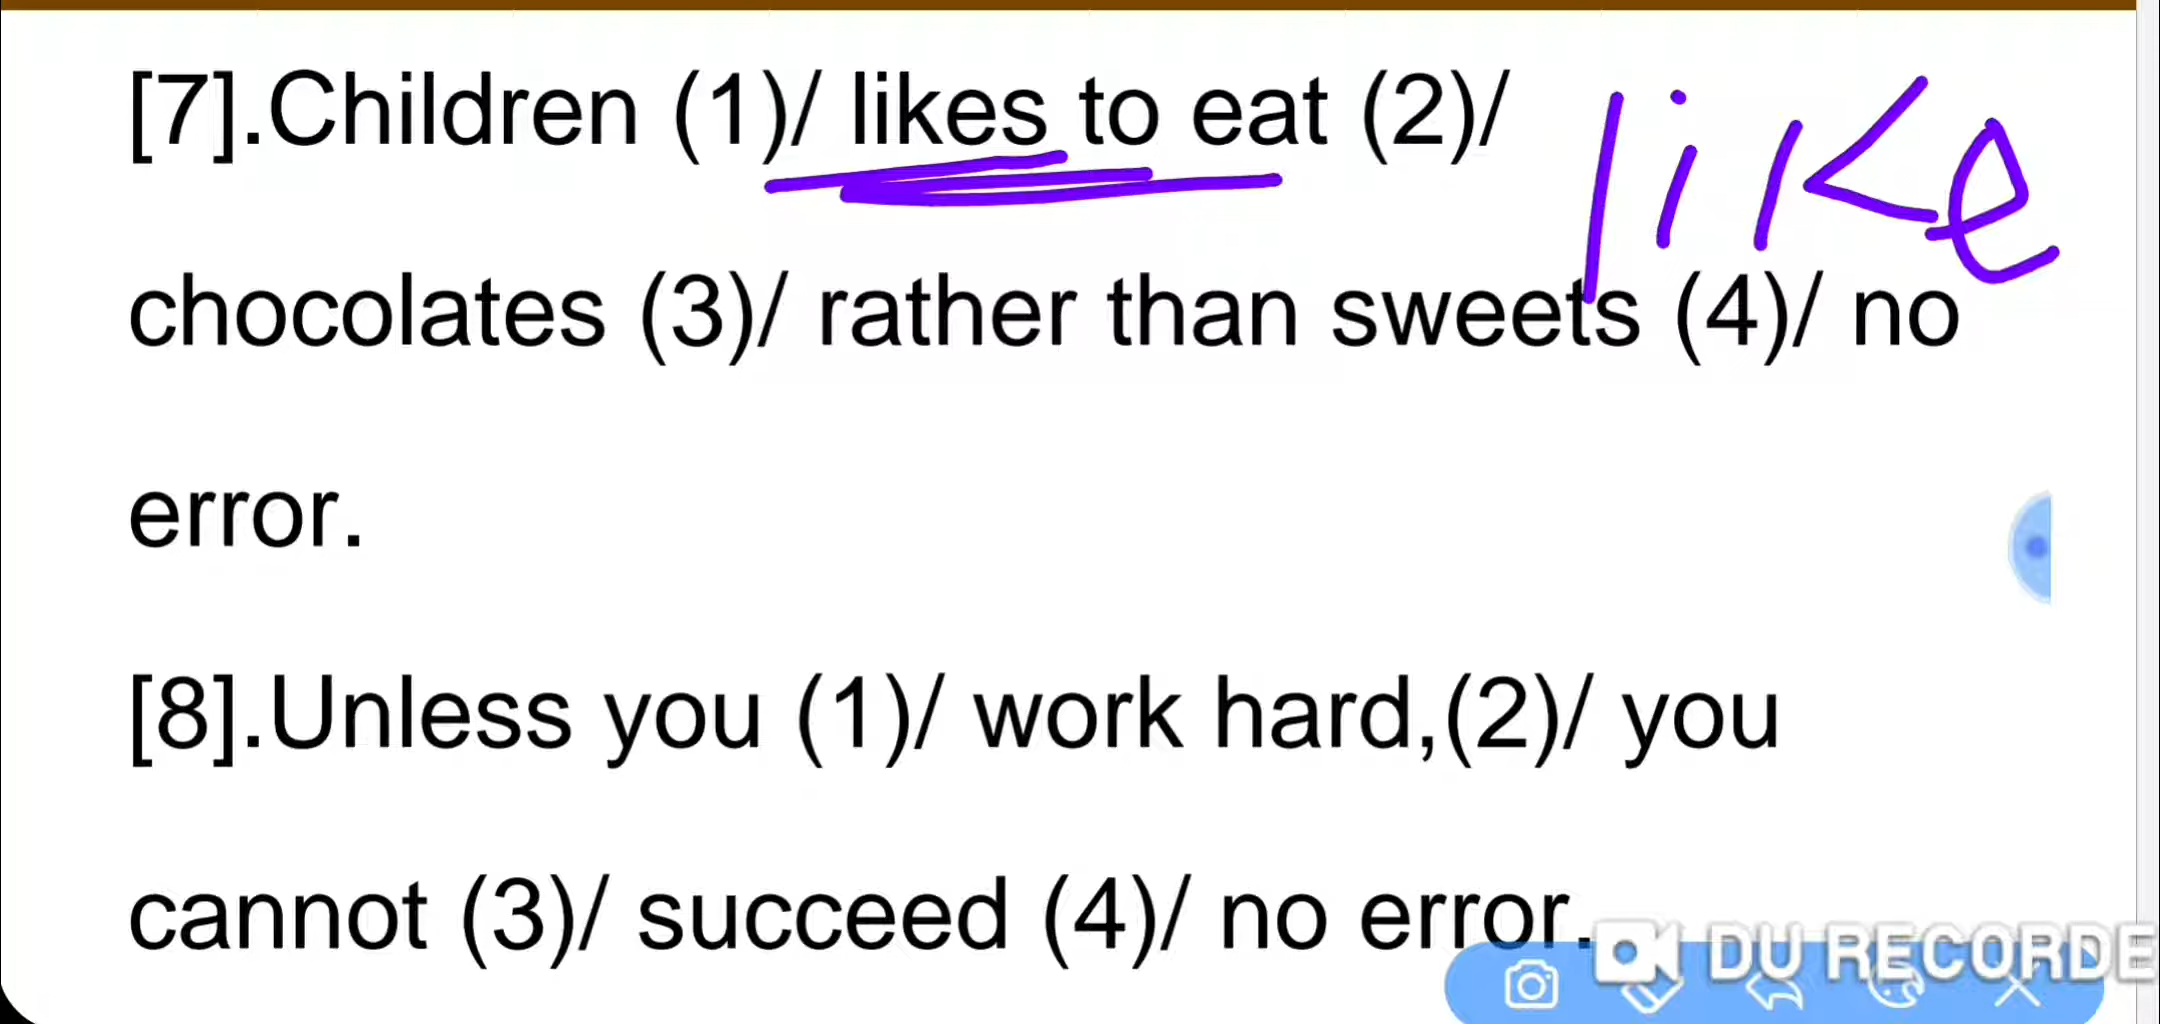 [7].Children (1)/ likes to eat (2)/ like
chocolates (3)/ rather than sweets (4)/ no
error.
[8].Unless you (1)/ work hard,(2)/ you
cannot (3)/ succeed (4)/ no error.
DU RECORDE